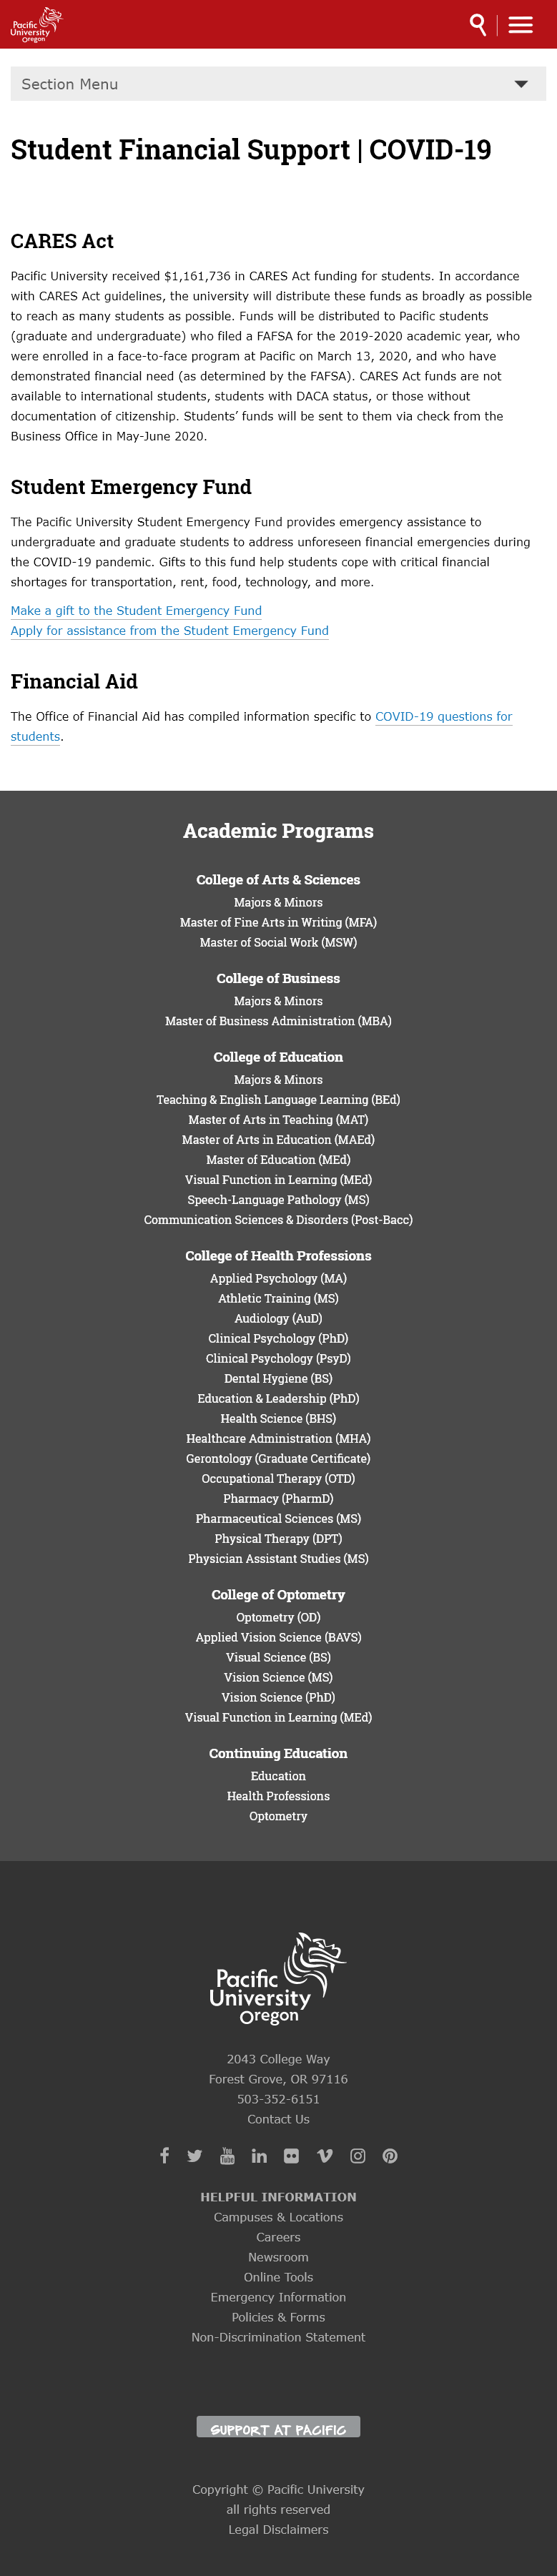 Pacific
University
Oregon
Section Menu
Student Financial Support | COVID-19
CARES Act
Pacific University received $1,161,736 in CARES Act funding for students. In accordance
with CARES Act guidelines, the university will distribute these funds as broadly as possible
to reach as many students as possible. Funds will be distributed to Pacific students
(graduate and undergraduate) who filed a FAFSA for the 2019-2020 academic year, who
were enrolled in a face-to-face program at Pacific on March 13, 2020, and who have
demonstrated financial need (as determined by the FAFSA). CARES Act funds are not
available to international students, students with DACA status, or those without
documentation of citizenship. Students’ funds will be sent to them via check from the
Business Office in May-June 2020.
Student Emergency Fund
The Pacific University Student Emergency Fund provides emergency assistance to
undergraduate and graduate students to address unforeseen financial emergencies during
the COVID-19 pandemic. Gifts to this fund help students cope with critical financial
shortages for transportation, rent, food, technology, and more.
Make a gift to the Student Emergency Fund
Apply for assistance from the Student Emergency Fund
Financial Aid
The Office of Financial Aid has compiled information specific to COVID-19 questions for
students.
Academic Programs
College of Arts & Sciences
Majors & Minors
Master of Fine Arts in Writing (MFA)
Master of Social Work (MSW)
College of Business
Majors & Minors
Master of Business Administration (MBA)
College of Education
Majors & Minors
Teaching & English Language Learning (BEd)
Master of Arts in Teaching (MAT)
Master of Arts in Education (MAEd)
Master of Education (MEd)
Visual Function in Learning (MEd)
Speech-Language Pathology (MS)
Communication Sciences & Disorders (Post-Bacc)
College of Health Professions
Applied Psychology (MA)
Athletic Training (MS)
Audiology (AuD)
Clinical Psychology (PhD)
Clinical Psychology (PsyD)
Dental Hygiene (BS)
Education & Leadership (PhD)
Health Science (BHS)
Healthcare Administration (MHA)
Gerontology (Graduate Certificate)
Occupational Therapy (OTD)
Pharmacy (PharmD)
Pharmaceutical Sciences (MS)
Physical Therapy (DPT)
Physician Assistant Studies (MS)
College of Optometry
Optometry (OD)
Applied Vision Science (BAVS)
Visual Science (BS)
Vision Science (MS)
Vision Science (PhD)
Visual Function in Learning (MEd)
Continuing Education
Education
Health Professions
Optometry
Pacific
University
Oregon
2043 College Way
Forest Grove, OR 97116
503-352-6151
Contact Us
You Tube
HELPFUL INFORMATION
Campuses & Locations
Careers
Newsroom
Online Tools
Emergency Information
Policies & Forms
Non-Discrimination Statement
SUPPORT AT PACIFIC
Copyright © Pacific University
all rights reserved
Legal Disclaimers